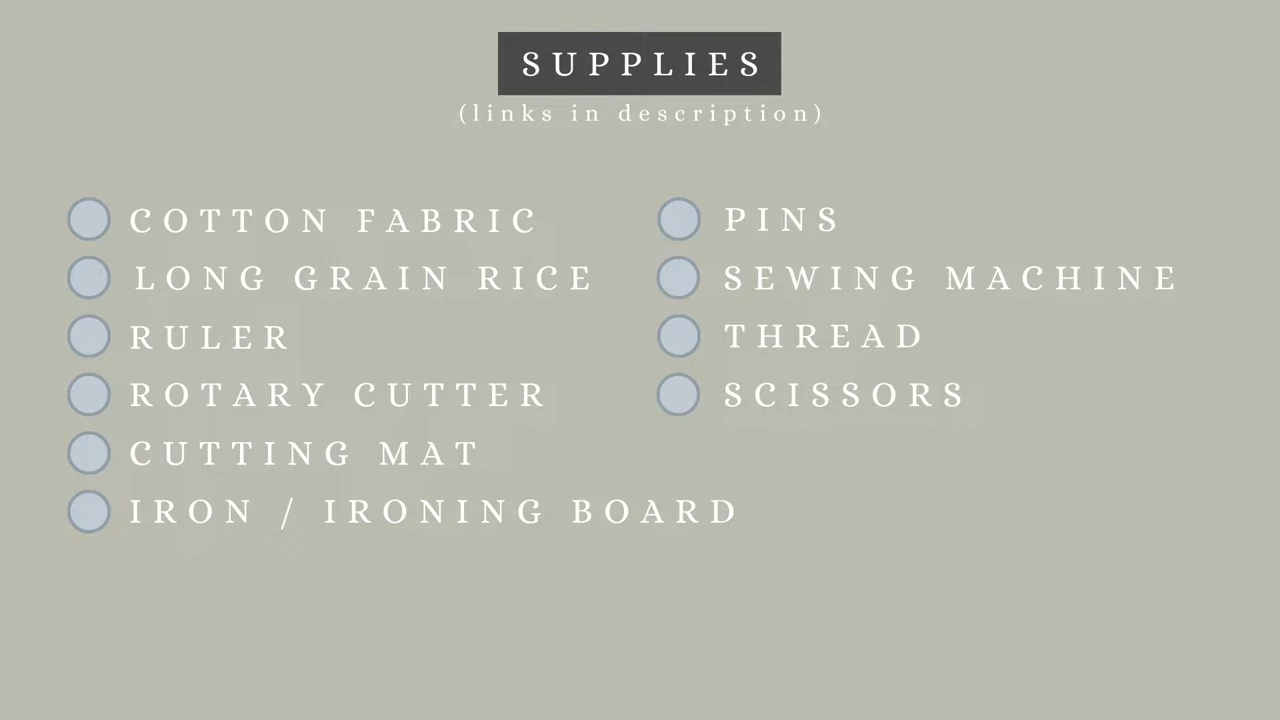 SUPPLIES
(links in description)
COTTON FABRIC
LONG GRAIN RICE
RULER
ROTARY CUTTER
CUTTING MAT
IRON / IRONING BOARD
PINS
SEWING MACHINE
THREAD
SCISSORS